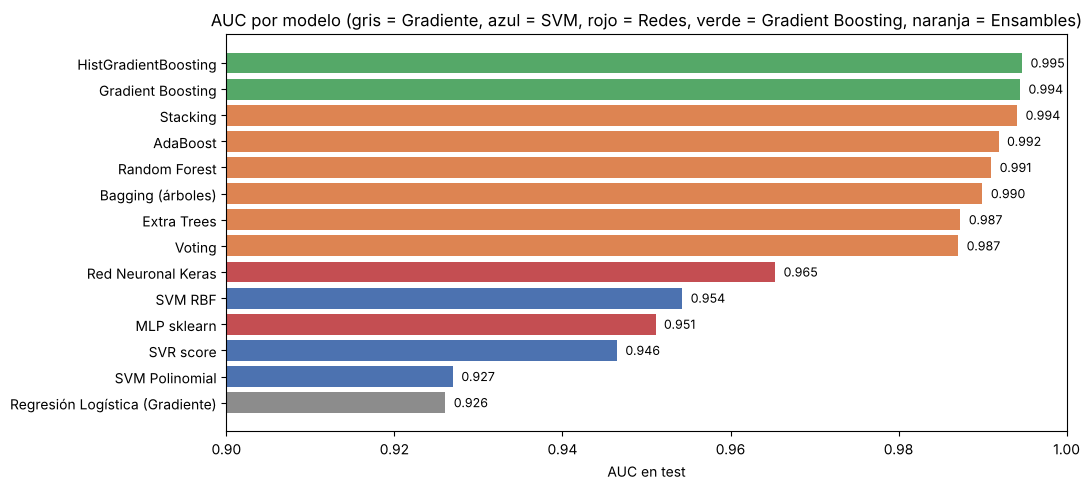 AUC por modelo (gris = Gradiente, azul = SVM, rojo = Redes, verde = Gradient Boosting, naranja = Ensambles)
HistGradientBoosting 0.995
Gradient Boosting 0.994
Stacking 0.994
AdaBoost 0.992
Random Forest 0.991
Bagging (árboles) 0.990
Extra Trees 0.987
Voting 0.987
Red Neuronal Keras 0.965
SVM RBF 0.954
MLP sklearn 0.951
SVR score 0.946
SVM Polinomial 0.927
Regresión Logística (Gradiente) 0.926
0.90 0.92 0.94 0.96 0.98 1.00
AUC en test